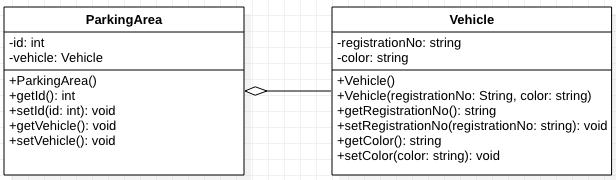 ParkingArea
-id: int
-vehicle: Vehicle
+ParkingArea()
+getId(): int
+setId(id: int): void
+getVehicle(): void
+setVehicle(): void
Vehicle
-registrationNo: string
-color: string
+Vehicle()
+Vehicle(registrationNo: String, color: string)
+getRegistrationNo(): string
+setRegistrationNo(registrationNo: string): void
+getColor(): string
+setColor(color: string): void